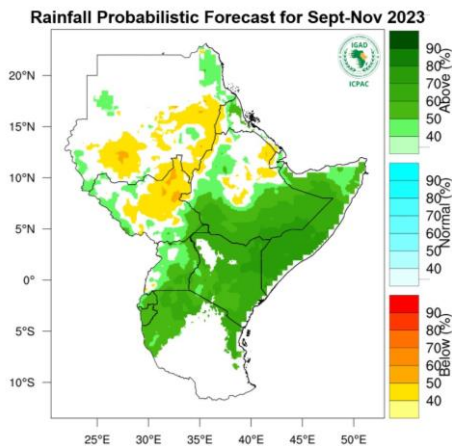 Rainfall Probabilistic Forecast for Sept-Nov 2023
IGAD
ICPAC
20°N
15°N
10°N
5°N
0°
5°S
10°S
25°E
30°E
35°E
40°E
45°E
50°E
90
80
70
60
50
40
Above (%)
90
80
70
60
50
40
Normal (%)
90
80
70
60
50
40
Below (%)